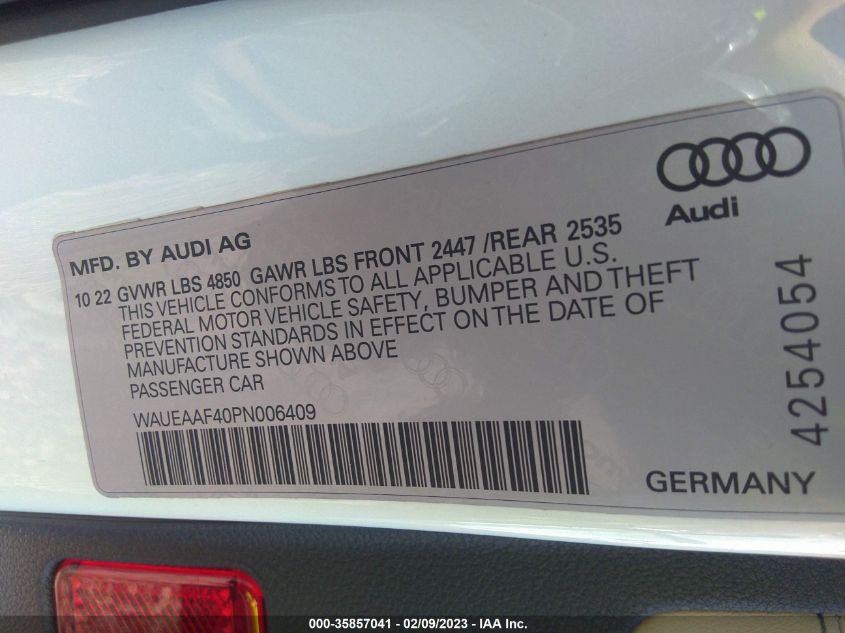 Audi
MFD. BY AUDI AG
10 22 GVWR LBS 4850 GAWR LBS FRONT 2447 /REAR 2535
THIS VEHICLE CONFORMS TO ALL APPLICABLE U.S.
FEDERAL MOTOR VEHICLE SAFETY, BUMPER AND THEFT
PREVENTION STANDARDS IN EFFECT ON THE DATE OF
MANUFACTURE SHOWN ABOVE
PASSENGER CAR
WAUEAAF40PN006409
4254054
GERMANY
000-35857041 - 02/09/2023 - IAA Inc.